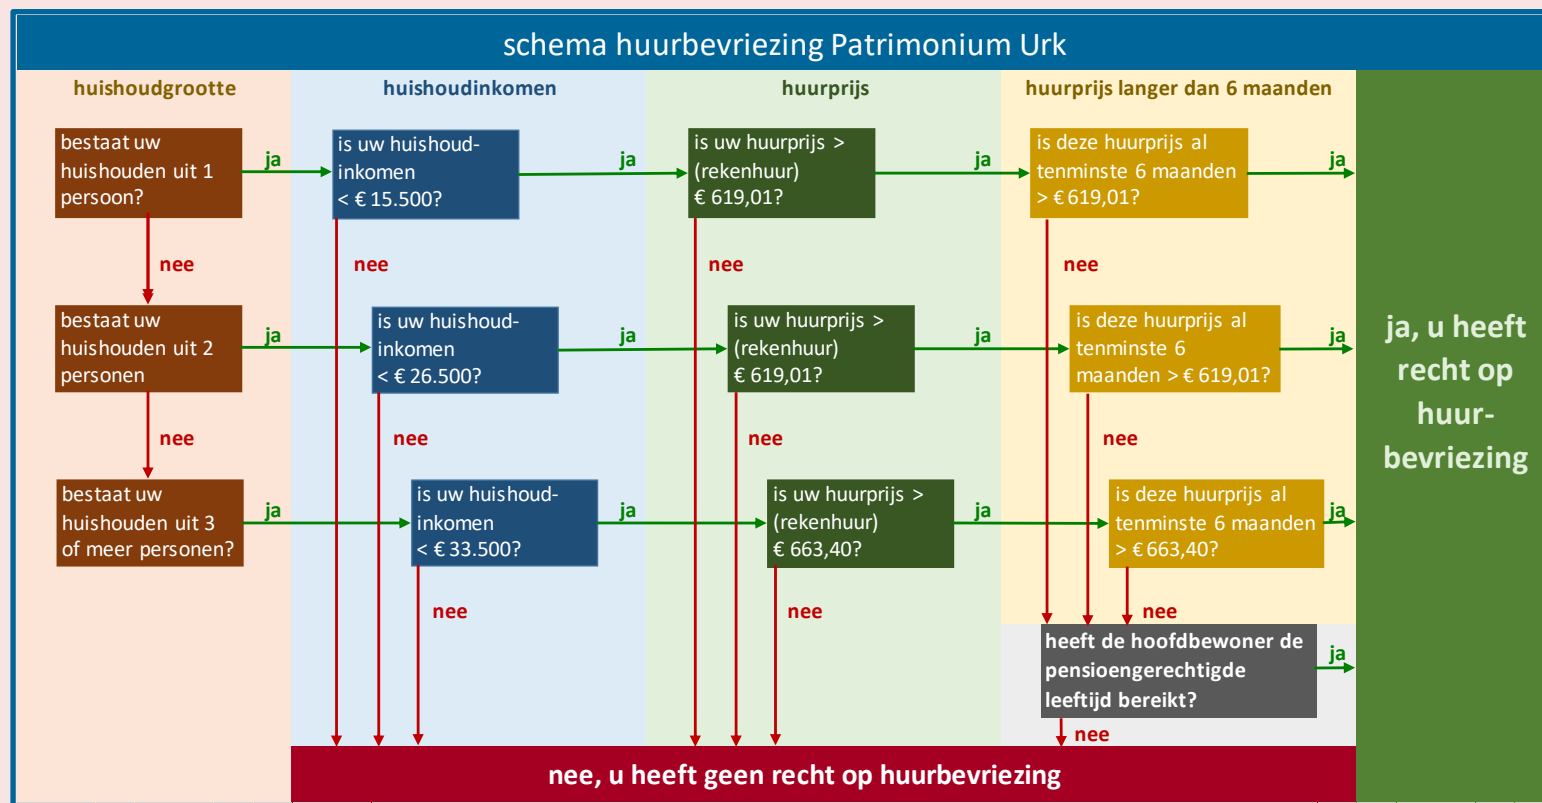 schema huurbevriezing Patrimonium Urk
huishoudgrootte
huishoudinkomen
huurprijs
huurprijs langer dan 6 maanden
bestaat uw
huishouden uit 1
persoon?
ja
is uw huishoud-
inkomen
< € 15.500?
ja
is uw huurprijs >
(rekenhuur)
€ 619,01?
ja
is deze huurprijs al
tenminste 6 maanden
> € 619,01?
ja
nee
nee
nee
nee
bestaat uw
huishouden uit 2
personen
ja
is uw huishoud-
inkomen
< € 26.500?
ja
is uw huurprijs >
(rekenhuur)
€ 619,01?
ja
is deze huurprijs al
tenminste 6
maanden > € 619,01?
ja
nee
nee
nee
nee
bestaat uw
huishouden uit 3
of meer personen?
ja
is uw huishoud-
inkomen
< € 33.500?
ja
is uw huurprijs >
(rekenhuur)
€ 663,40?
ja
is deze huurprijs al
tenminste 6 maanden
> € 663,40?
ja
nee
nee
nee
heeft de hoofdbewoner de
pensioengerechtigde
leeftijd bereikt?
ja
nee
ja, u heeft
recht op
huur-
bevriezing
nee, u heeft geen recht op huurbevriezing